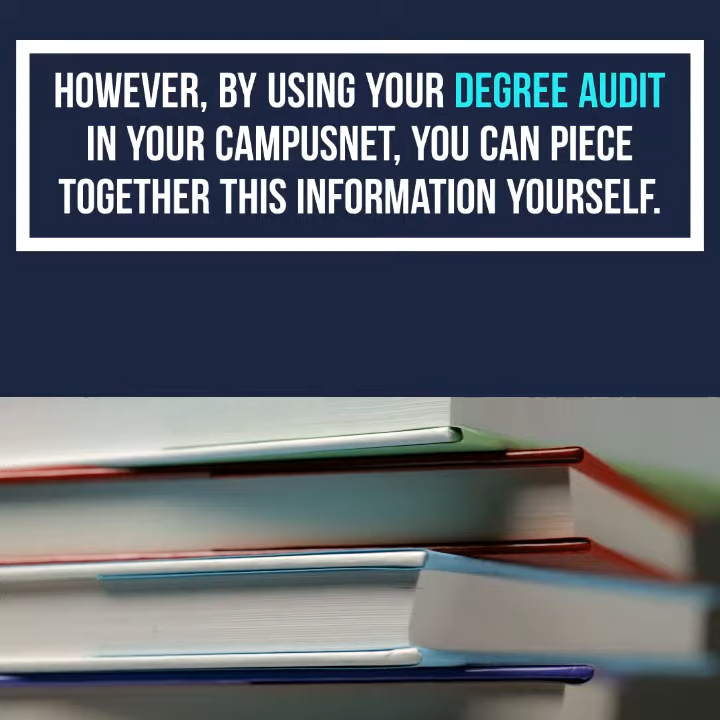 HOWEVER, BY USING YOUR DEGREE AUDIT
IN YOUR CAMPUSNET, YOU CAN PIECE
TOGETHER THIS INFORMATION YOURSELF.